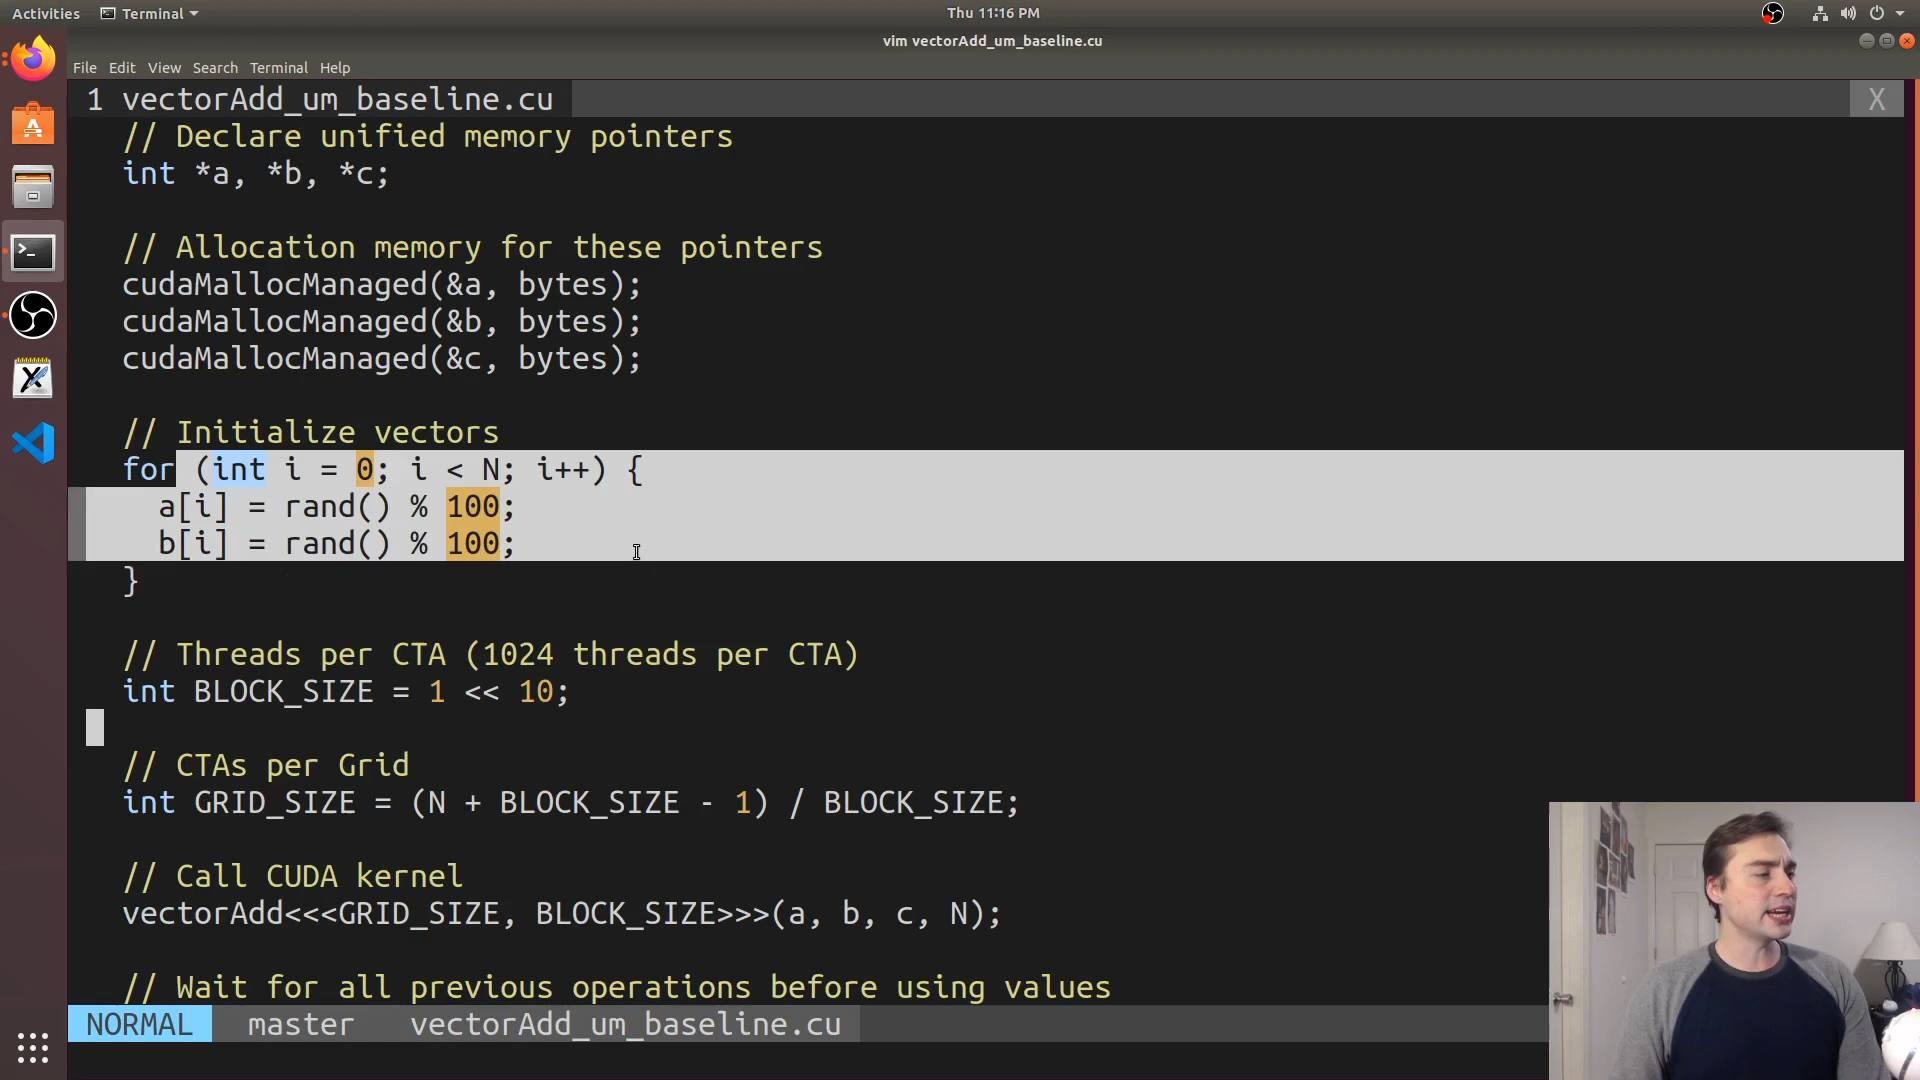 Activities
Terminal
Thu 11:16 PM
vim vectorAdd_um_baseline.cu
File Edit View Search Terminal Help
1 vectorAdd_um_baseline.cu X
// Declare unified memory pointers
int *a, *b, *c;
// Allocation memory for these pointers
cudaMallocManaged(&a, bytes);
cudaMallocManaged(&b, bytes);
cudaMallocManaged(&c, bytes);
// Initialize vectors
for (int i = 0; i < N; i++) {
a[i] = rand() % 100;
b[i] = rand() % 100;
}
// Threads per CTA (1024 threads per CTA)
int BLOCK_SIZE = 1 << 10;
// CTAs per Grid
int GRID_SIZE = (N + BLOCK_SIZE - 1) / BLOCK_SIZE;
// Call CUDA kernel
vectorAdd<<<GRID_SIZE, BLOCK_SIZE>>>(a, b, c, N);
// Wait for all previous operations before using values
NORMAL master vectorAdd_um_baseline.cu